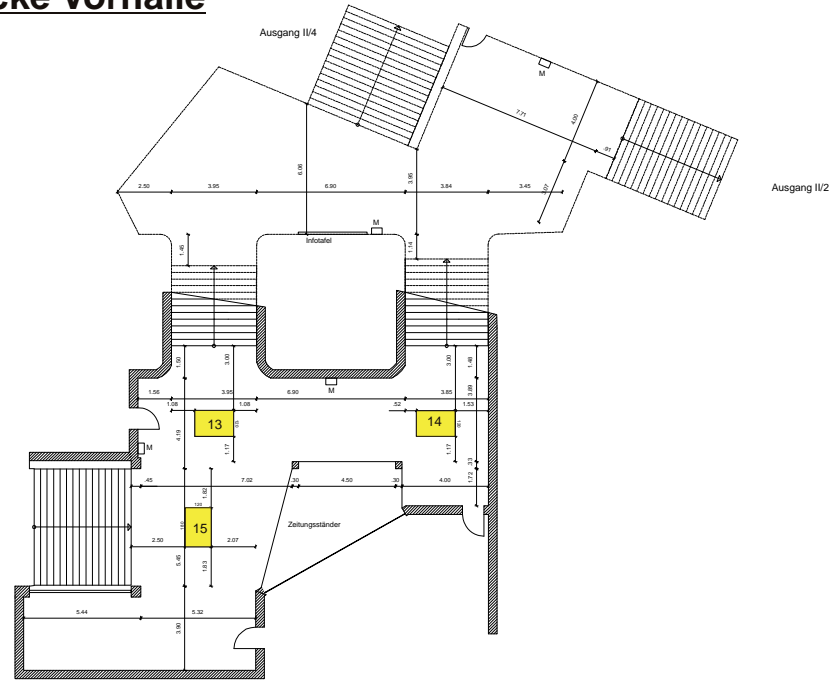 cke Vorhalle
Ausgang II/4
M
7.71
4.00
.91
6.06
3.95
2.50 3.95 6.90 3.84 3.45
Ausgang II/2
M
Infotafel
1.45
1.14
1.50
3.00
3.00
1.48
3.89
M
1.56 3.95 6.90 3.85
1.08 1.08 .52 1.53
13
14
4.19
1.17
1.17
.33
M
.45 7.02 .30 4.50 .30 4.00
1.72
1.82
15
Zeitungsständer
2.50 2.07
5.45
1.83
5.44 5.32
3.90